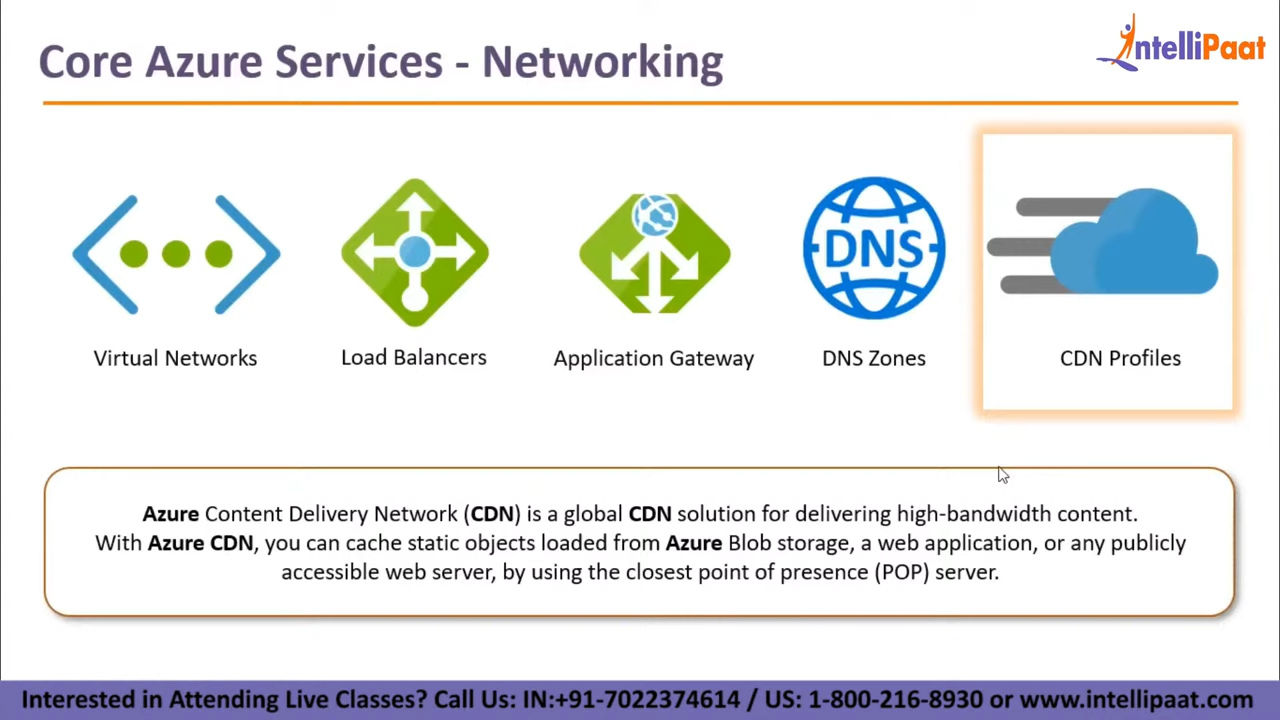 Core Azure Services - Networking
IntelliPaat
DNS
Virtual Networks
Load Balancers
Application Gateway
DNS Zones
CDN Profiles
Azure Content Delivery Network (CDN) is a global CDN solution for delivering high-bandwidth content.
With Azure CDN, you can cache static objects loaded from Azure Blob storage, a web application, or any publicly
accessible web server, by using the closest point of presence (POP) server.
Interested in Attending Live Classes? Call Us: IN:+91-7022374614 / US: 1-800-216-8930 or www.intellipaat.com